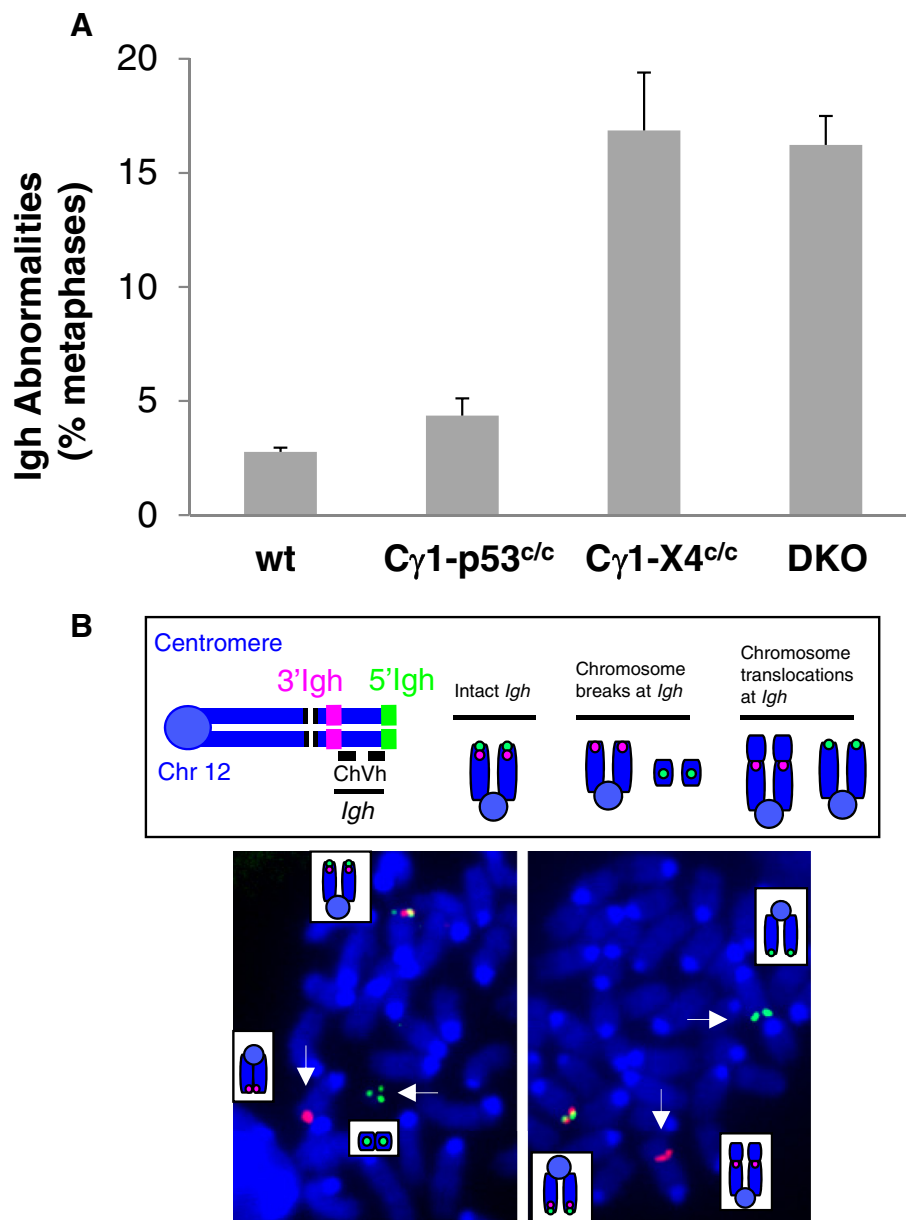 A
20
15
10
5
0
Igh Abnormalities
(% metaphases)
wt
Cγ1-p53c/c
Cγ1-X4c/c
DKO
B
Centromere
3'Igh
5'Igh
Chr 12
ChVh
Igh
Intact Igh
Chromosome
breaks at Igh
Chromosome
translocations
at Igh